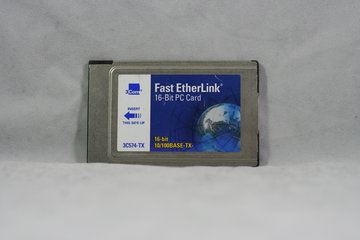 Fast EtherLink®
16-Bit PC Card
3Com®
INSERT
THIS SIDE UP
3C574-TX
16-bit
10/100BASE-TX